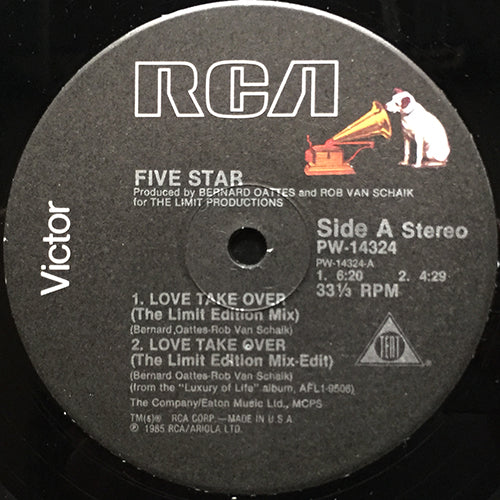 RCA
FIVE STAR
Produced by BERNARD OATTES and ROB VAN SCHAIK
for THE LIMIT PRODUCTIONS
Victor
Side A Stereo
PW-14324
PW-14324-A
1. 6:20 2. 4:29
33⅓ RPM
1. LOVE TAKE OVER
(The Limit Edition Mix)
(Bernard,Oattes-Rob Van Schaik)
2. LOVE TAKE OVER
(The Limit Edition Mix-Edit)
(Bernard Oattes-Rob Van Schaik)
(from the "Luxury of Life" album, AFL1-9506)
The Company/Eaton Music Ltd., MCPS
TENT
TM(s)® RCA CORP.—MADE IN U.S.A
℗ 1985 RCA/ARIOLA LTD.